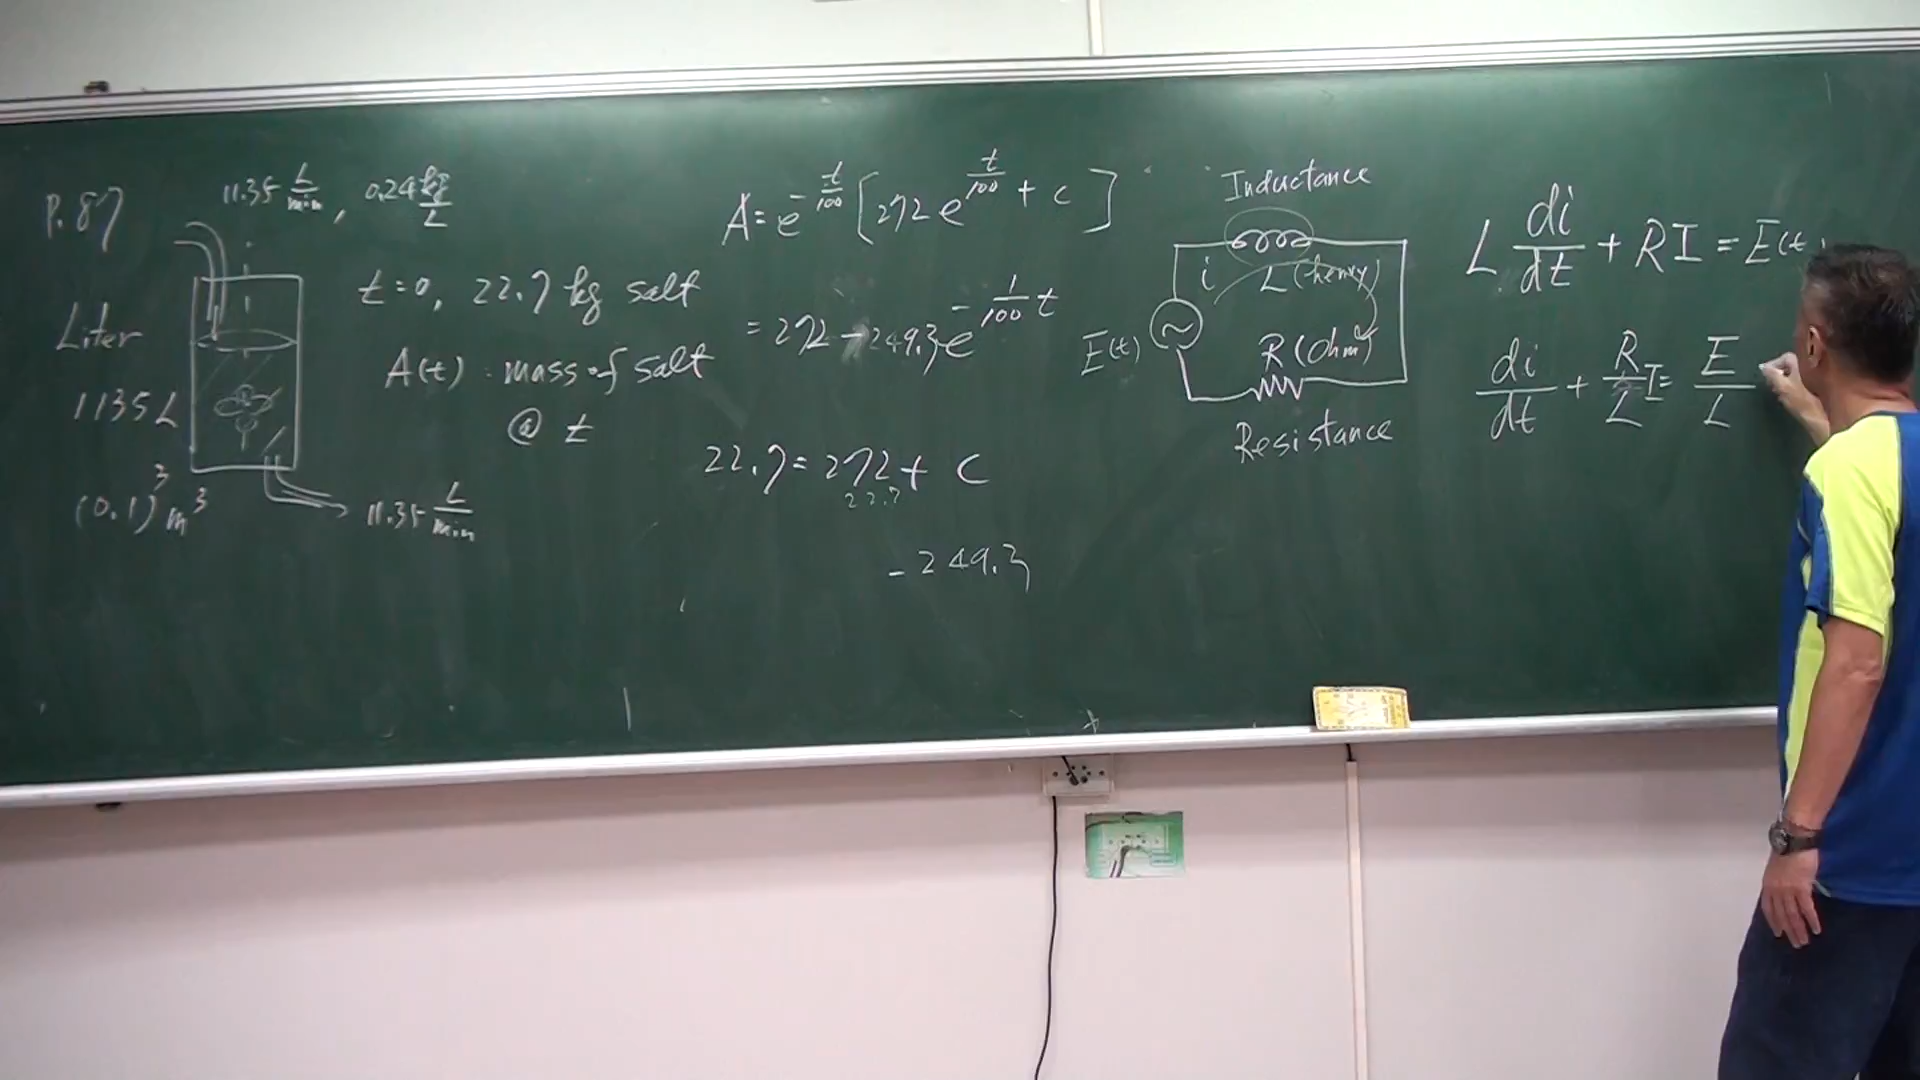 P.87
11.35 L/min , 0.24 kg/L
Liter
1135L
(0.1)³ m³
11.35 L/min
t=0, 22.7 kg salt
A(t) : mass of salt
@ t
A = e^{-t/100} [272 e^{t/100} + c]
= 272 - 249.3 e^{-1/100 t}
22.7 = 272 + C
22.7
-249.3
Inductance
i
L (henry)
E(t)
~
R (Ohm)
Resistance
L di/dt + RI = E(t
di/dt + R/L I = E/L